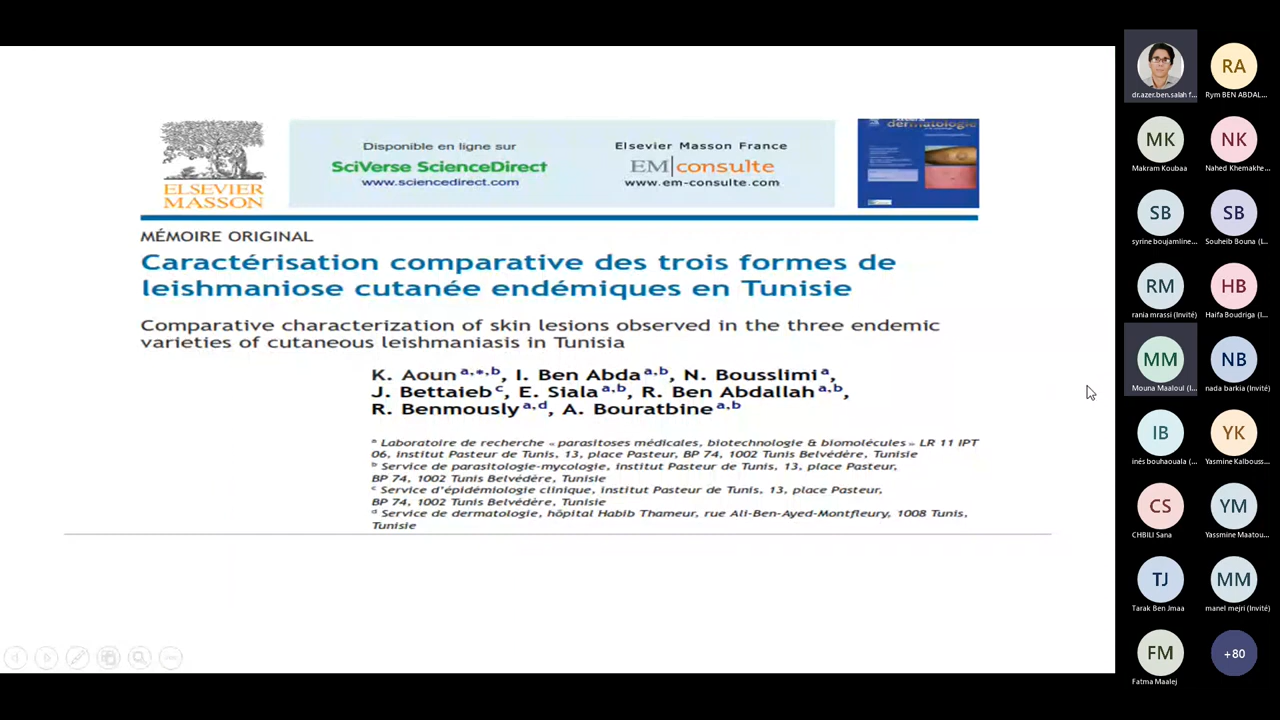 ELSEVIER
MASSON
Disponible en ligne sur
SciVerse ScienceDirect
www.sciencedirect.com
Elsevier Masson France
EM|consulte
www.em-consulte.com
dermatologie
MÉMOIRE ORIGINAL
Caractérisation comparative des trois formes de
leishmaniose cutanée endémiques en Tunisie
Comparative characterization of skin lesions observed in the three endemic
varieties of cutaneous leishmaniasis in Tunisia
K. Aoun a,*,b, I. Ben Abda a,b, N. Bousslimi a,
J. Bettaieb c, E. Siala a,b, R. Ben Abdallah a,b,
R. Benmously a,d, A. Bouratbine a,b
a Laboratoire de recherche « parasitoses médicales, biotechnologie & biomolécules » LR 11 IPT
06, institut Pasteur de Tunis, 13, place Pasteur, BP 74, 1002 Tunis Belvédère, Tunisie
b Service de parasitologie-mycologie, institut Pasteur de Tunis, 13, place Pasteur,
BP 74, 1002 Tunis Belvédère, Tunisie
c Service d'épidémiologie clinique, institut Pasteur de Tunis, 13, place Pasteur,
BP 74, 1002 Tunis Belvédère, Tunisie
d Service de dermatologie, hôpital Habib Thameur, rue Ali-Ben-Ayed-Montfleury, 1008 Tunis,
Tunisie
dr.azer.ben.salah f...
RA
Rym BEN ABDAL...
MK
Makram Koubaa
NK
Nahed Khemakhe...
SB
syrine boujamline...
SB
Souheib Bouna (I...
RM
rania mrassi (Invité)
HB
Haifa Boudriga (I...
MM
Mouna Maaloul (I...
NB
nada barkia (Invité)
IB
inès bouhaouala (...
YK
Yasmine Kalbouss...
CS
CHBILI Sana
YM
Yassmine Maatou...
TJ
Tarak Ben Jmaa
MM
manel mejri (Invité)
FM
Fatma Maalej
+80